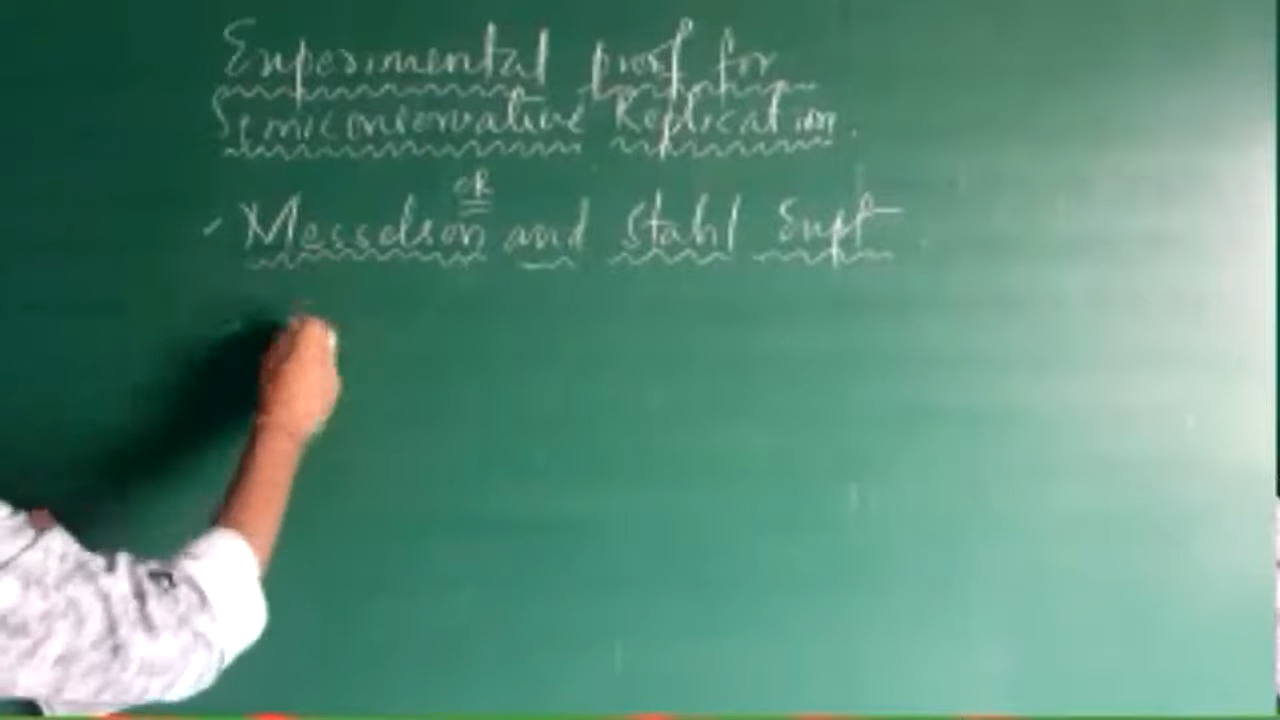 Experimental proof for
Semiconservative Replication.
OR
Messelson and Stahl Expt